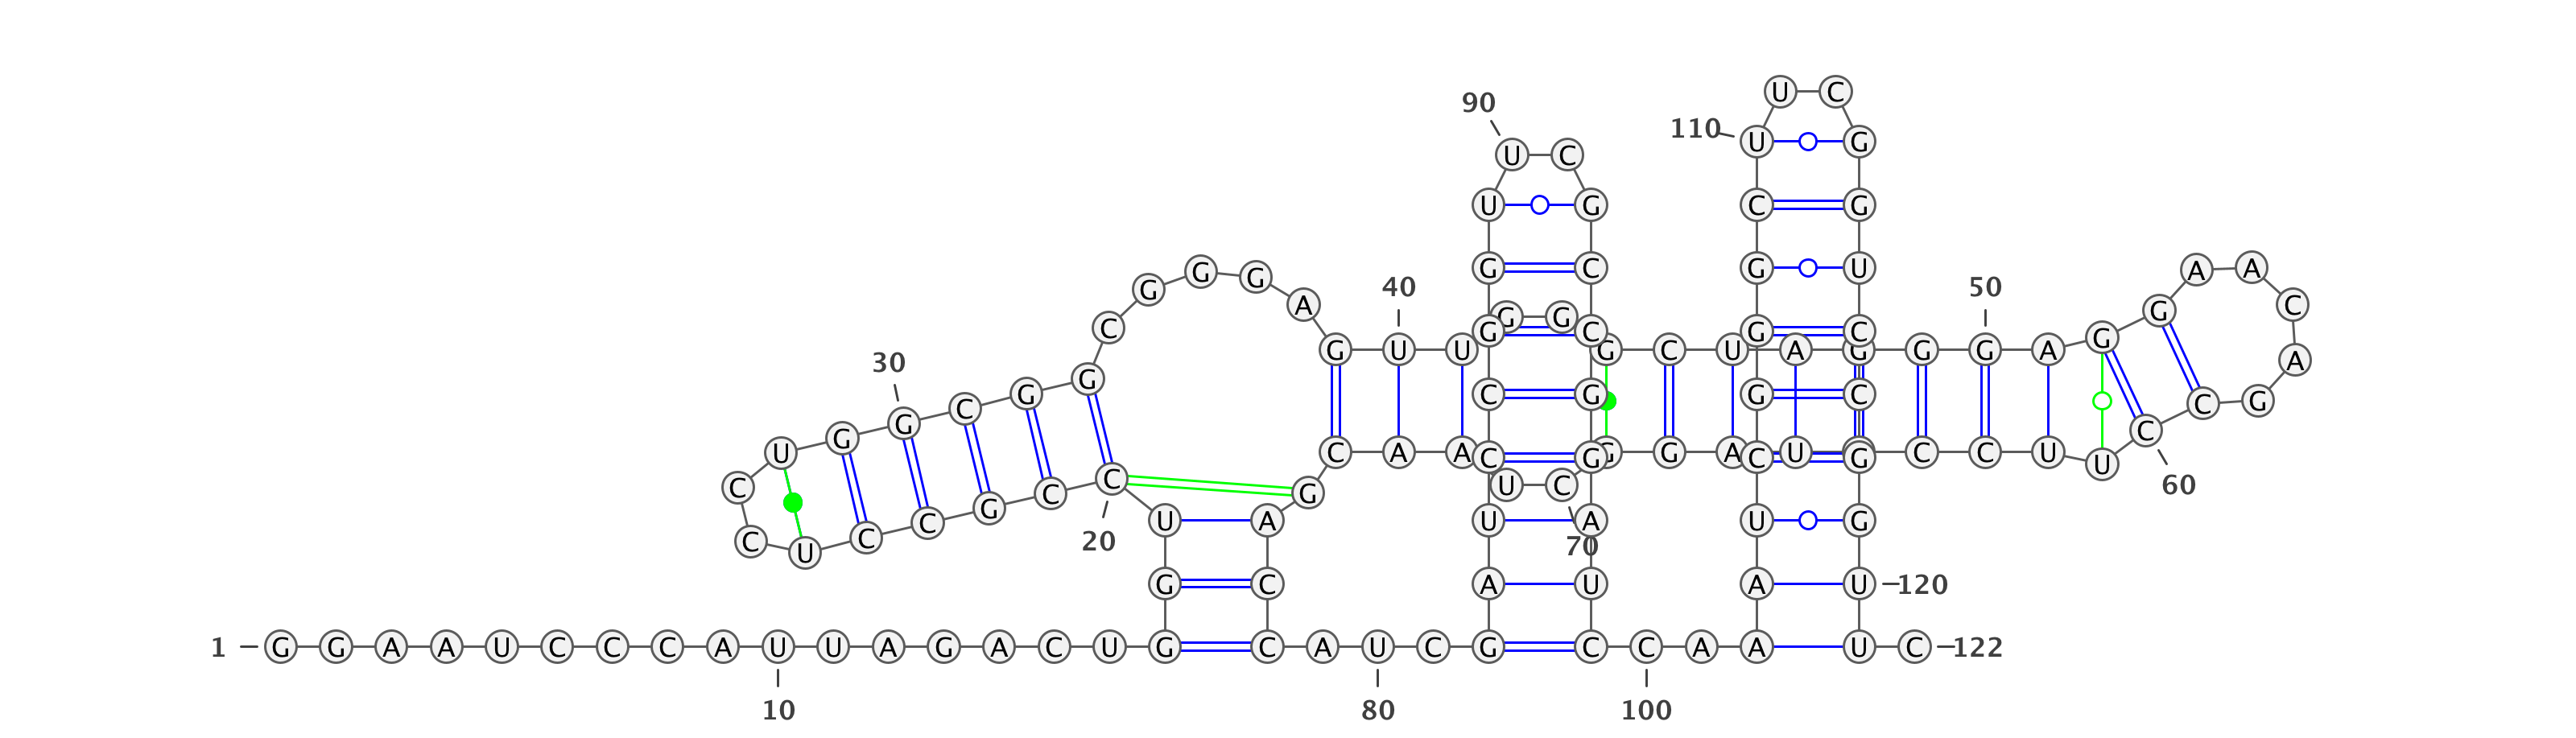 U C
90
110 U G
U C
U G C G
G C G U A A
G G
G 40 50
A C
G G G
C G C G C
G U U G C U A G G G A G
30 A
G
G C G G C
C G C
G C
G
U C A A C G G A U C G C C U U
C U C 60
C G C
G
U A U A U G
C
20 C C 70
U
G C A U A U 120
1 G G A A U C C C A U U A G A C U G C A U C G C C A A U C 122
10 80 100